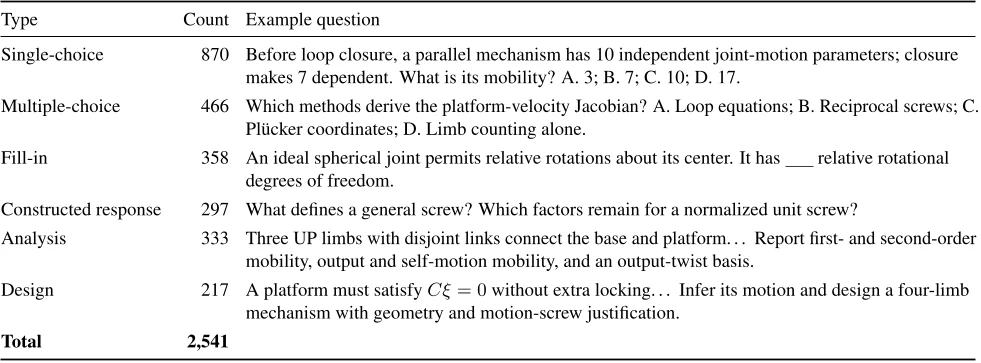 Type Count Example question
Single-choice 870 Before loop closure, a parallel mechanism has 10 independent joint-motion parameters; closure
makes 7 dependent. What is its mobility? A. 3; B. 7; C. 10; D. 17.
Multiple-choice 466 Which methods derive the platform-velocity Jacobian? A. Loop equations; B. Reciprocal screws; C.
Plücker coordinates; D. Limb counting alone.
Fill-in 358 An ideal spherical joint permits relative rotations about its center. It has ___ relative rotational
degrees of freedom.
Constructed response 297 What defines a general screw? Which factors remain for a normalized unit screw?
Analysis 333 Three UP limbs with disjoint links connect the base and platform... Report first- and second-order
mobility, output and self-motion mobility, and an output-twist basis.
Design 217 A platform must satisfy Cξ = 0 without extra locking... Infer its motion and design a four-limb
mechanism with geometry and motion-screw justification.
Total 2,541